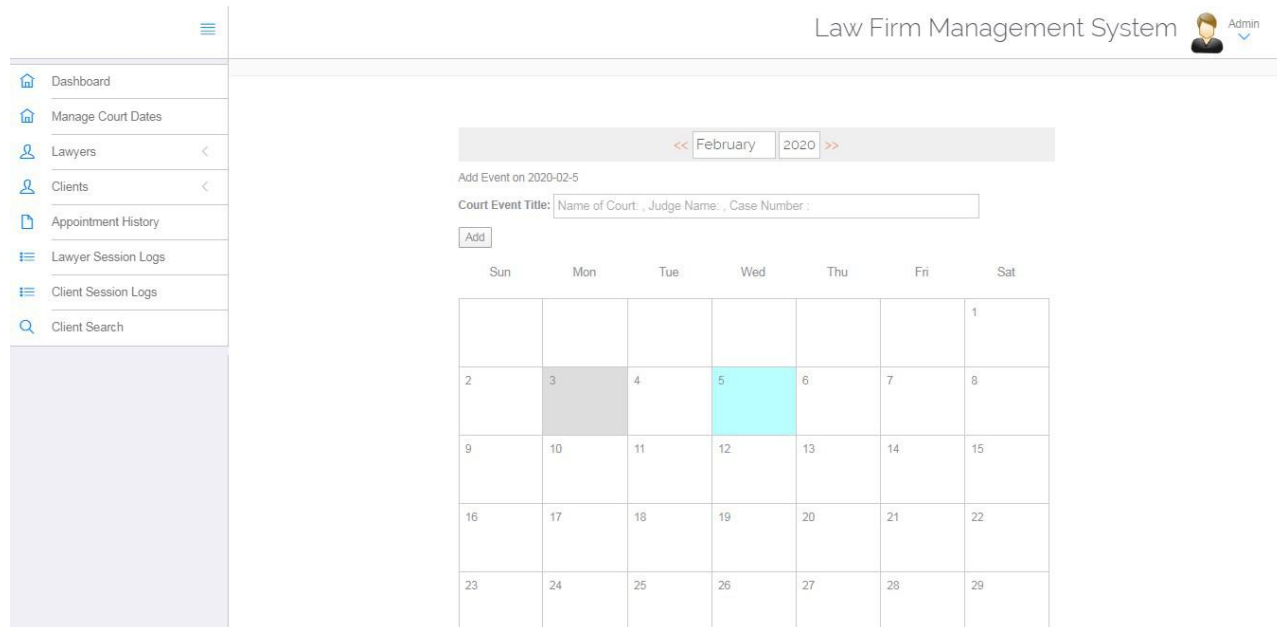 Law Firm Management System
Admin
Dashboard
Manage Court Dates
Lawyers
Clients
Appointment History
Lawyer Session Logs
Client Session Logs
Client Search
<< February 2020 >>
Add Event on 2020-02-5
Court Event Title: Name of Court: , Judge Name: , Case Number :
Add
Sun Mon Tue Wed Thu Fri Sat
1
2 3 4 5 6 7 8
9 10 11 12 13 14 15
16 17 18 19 20 21 22
23 24 25 26 27 28 29